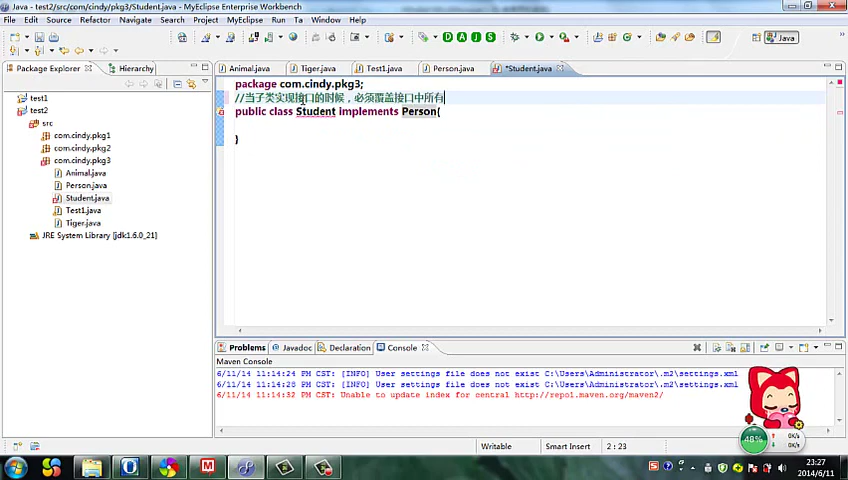 Java - test2/src/com/cindy/pkg3/Student.java - MyEclipse Enterprise Workbench
File Edit Source Refactor Navigate Search Project MyEclipse Run Tools Window Help
Java
Package Explorer Hierarchy
Animal.java Tiger.java Test1.java Person.java *Student.java
test1
test2
src
com.cindy.pkg1
com.cindy.pkg2
com.cindy.pkg3
Animal.java
Person.java
Student.java
Test1.java
Tiger.java
JRE System Library [jdk1.6.0_21]
package com.cindy.pkg3;
//当子类实现接口的时候，必须覆盖接口中所有
public class Student implements Person{
}
Problems Javadoc Declaration Console
Maven Console
6/11/14 11:14:24 PM CST: [INFO] User settings file does not exist C:\Users\Administrator\.m2\settings.xml
6/11/14 11:14:28 PM CST: [INFO] User settings file does not exist C:\Users\Administrator\.m2\settings.xml
6/11/14 11:14:32 PM CST: Unable to update index for central http://repo1.maven.org/maven2/
48%
0K/s
0K/s
Writable Smart Insert 2 : 23
23:27
2014/6/11